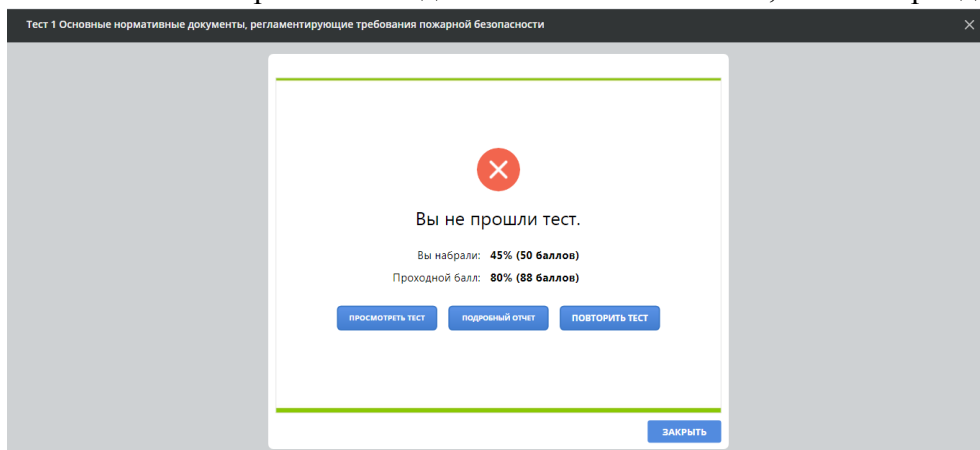 Тест 1 Основные нормативные документы, регламентирующие требования пожарной безопасности
Вы не прошли тест.
Вы набрали: 45% (50 баллов)
Проходной балл: 80% (88 баллов)
ПРОСМОТРЕТЬ ТЕСТ ПОДРОБНЫЙ ОТЧЕТ ПОВТОРИТЬ ТЕСТ
ЗАКРЫТЬ